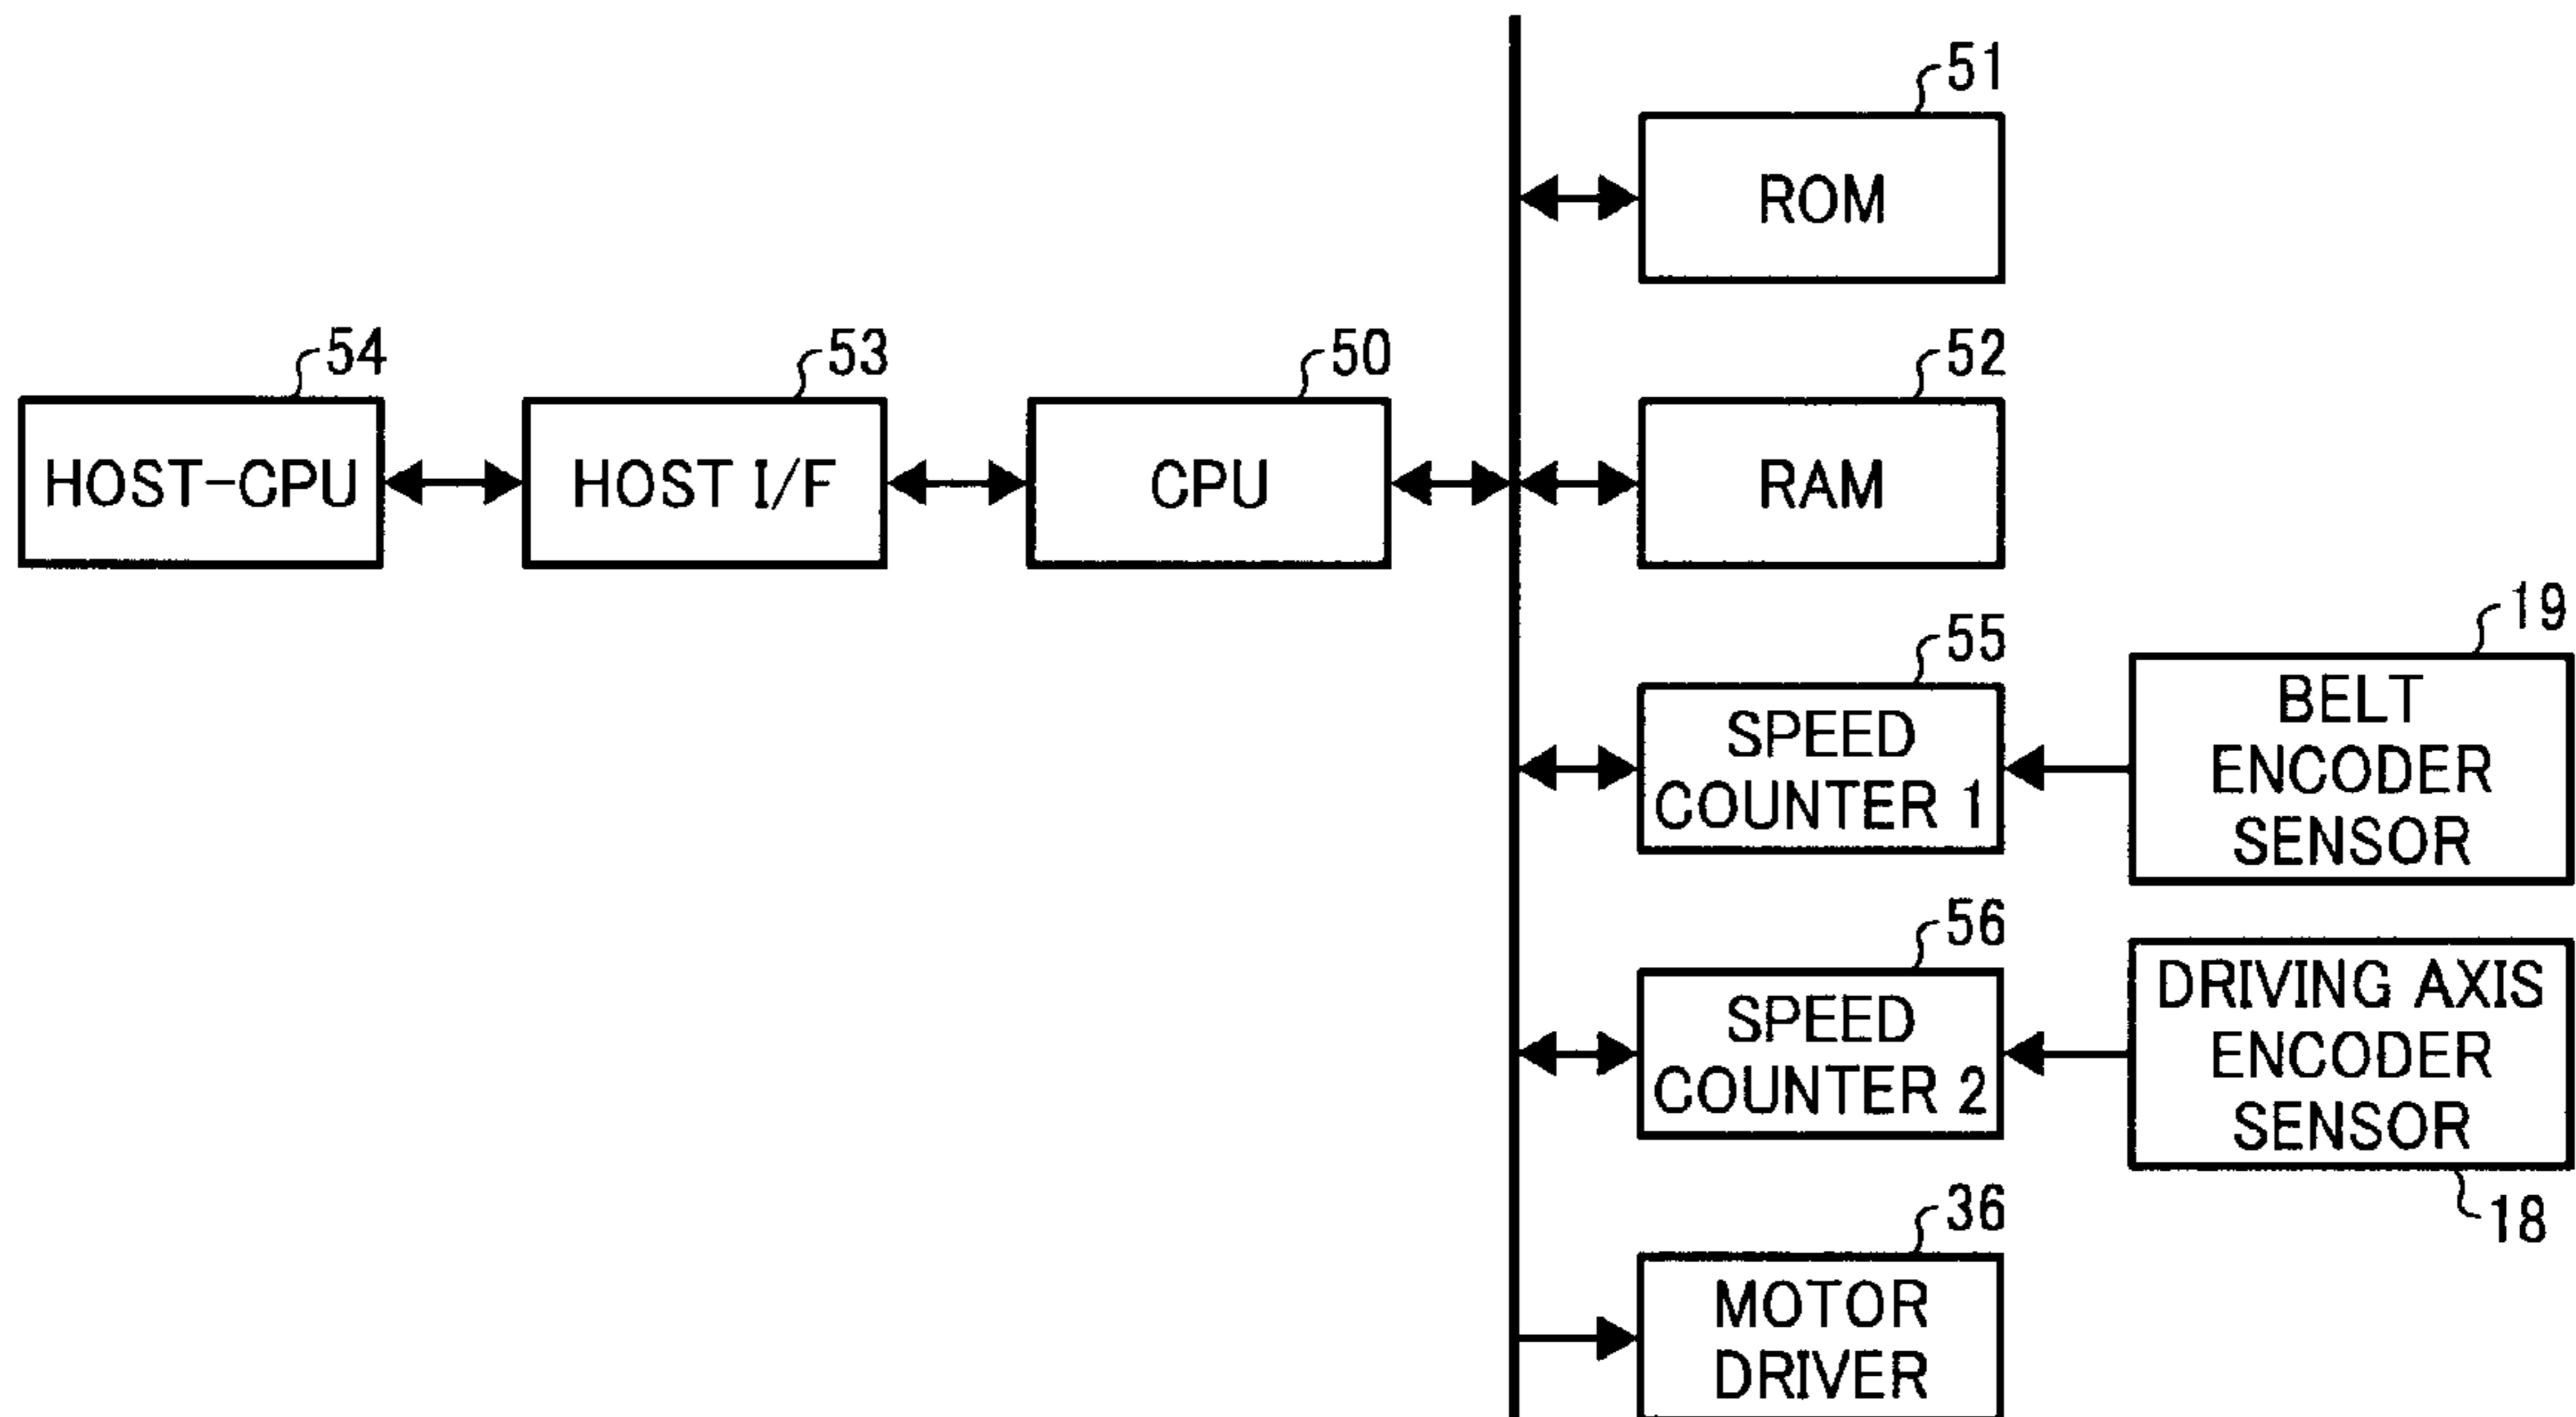 51
ROM
54
53
50
52
HOST-CPU
HOST I/F
CPU
RAM
55
19
SPEED
COUNTER 1
BELT
ENCODER
SENSOR
56
SPEED
COUNTER 2
DRIVING AXIS
ENCODER
SENSOR
18
36
MOTOR
DRIVER